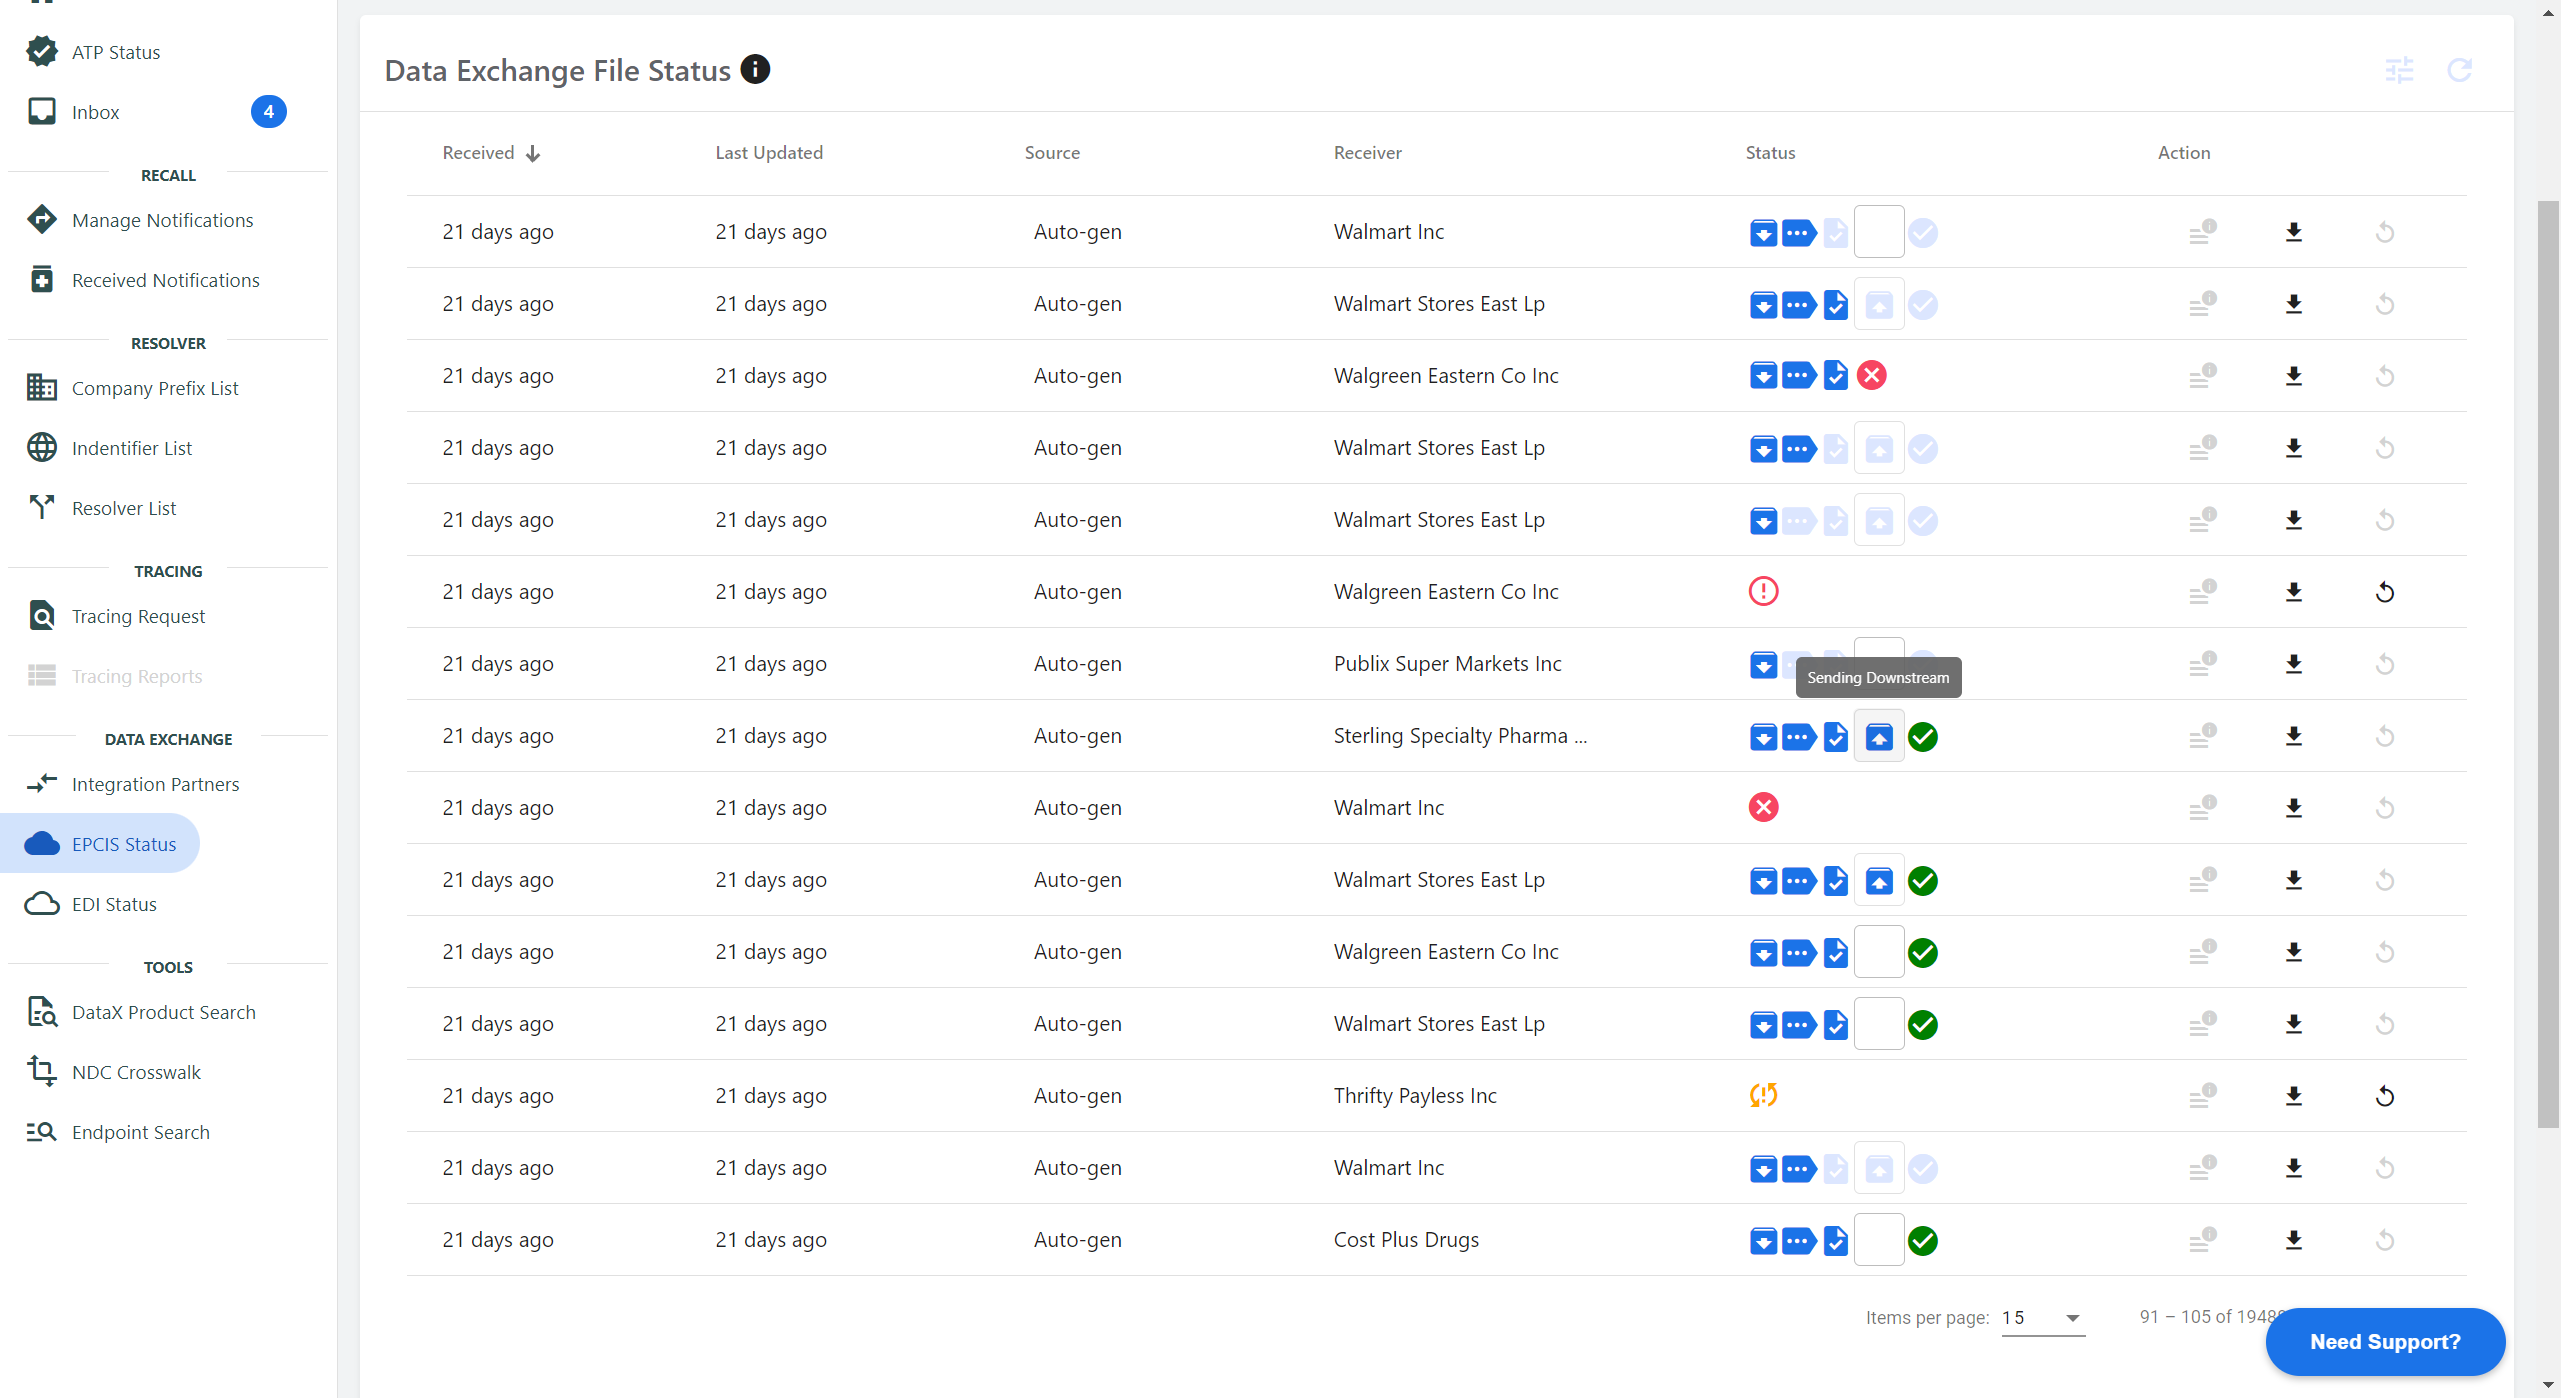 ATP Status
Inbox
4
RECALL
Manage Notifications
Received Notifications
RESOLVER
Company Prefix List
Indentifier List
Resolver List
TRACING
Tracing Request
Tracing Reports
DATA EXCHANGE
Integration Partners
EPCIS Status
EDI Status
TOOLS
DataX Product Search
NDC Crosswalk
Endpoint Search
Data Exchange File Status
Received Last Updated Source Receiver Status Action
21 days ago 21 days ago Auto-gen Walmart Inc
21 days ago 21 days ago Auto-gen Walmart Stores East Lp
21 days ago 21 days ago Auto-gen Walgreen Eastern Co Inc
21 days ago 21 days ago Auto-gen Walmart Stores East Lp
21 days ago 21 days ago Auto-gen Walmart Stores East Lp
21 days ago 21 days ago Auto-gen Walgreen Eastern Co Inc
21 days ago 21 days ago Auto-gen Publix Super Markets Inc
Sending Downstream
21 days ago 21 days ago Auto-gen Sterling Specialty Pharma ...
21 days ago 21 days ago Auto-gen Walmart Inc
21 days ago 21 days ago Auto-gen Walmart Stores East Lp
21 days ago 21 days ago Auto-gen Walgreen Eastern Co Inc
21 days ago 21 days ago Auto-gen Walmart Stores East Lp
21 days ago 21 days ago Auto-gen Thrifty Payless Inc
21 days ago 21 days ago Auto-gen Walmart Inc
21 days ago 21 days ago Auto-gen Cost Plus Drugs
Items per page: 15 91 – 105 of
Need Support?